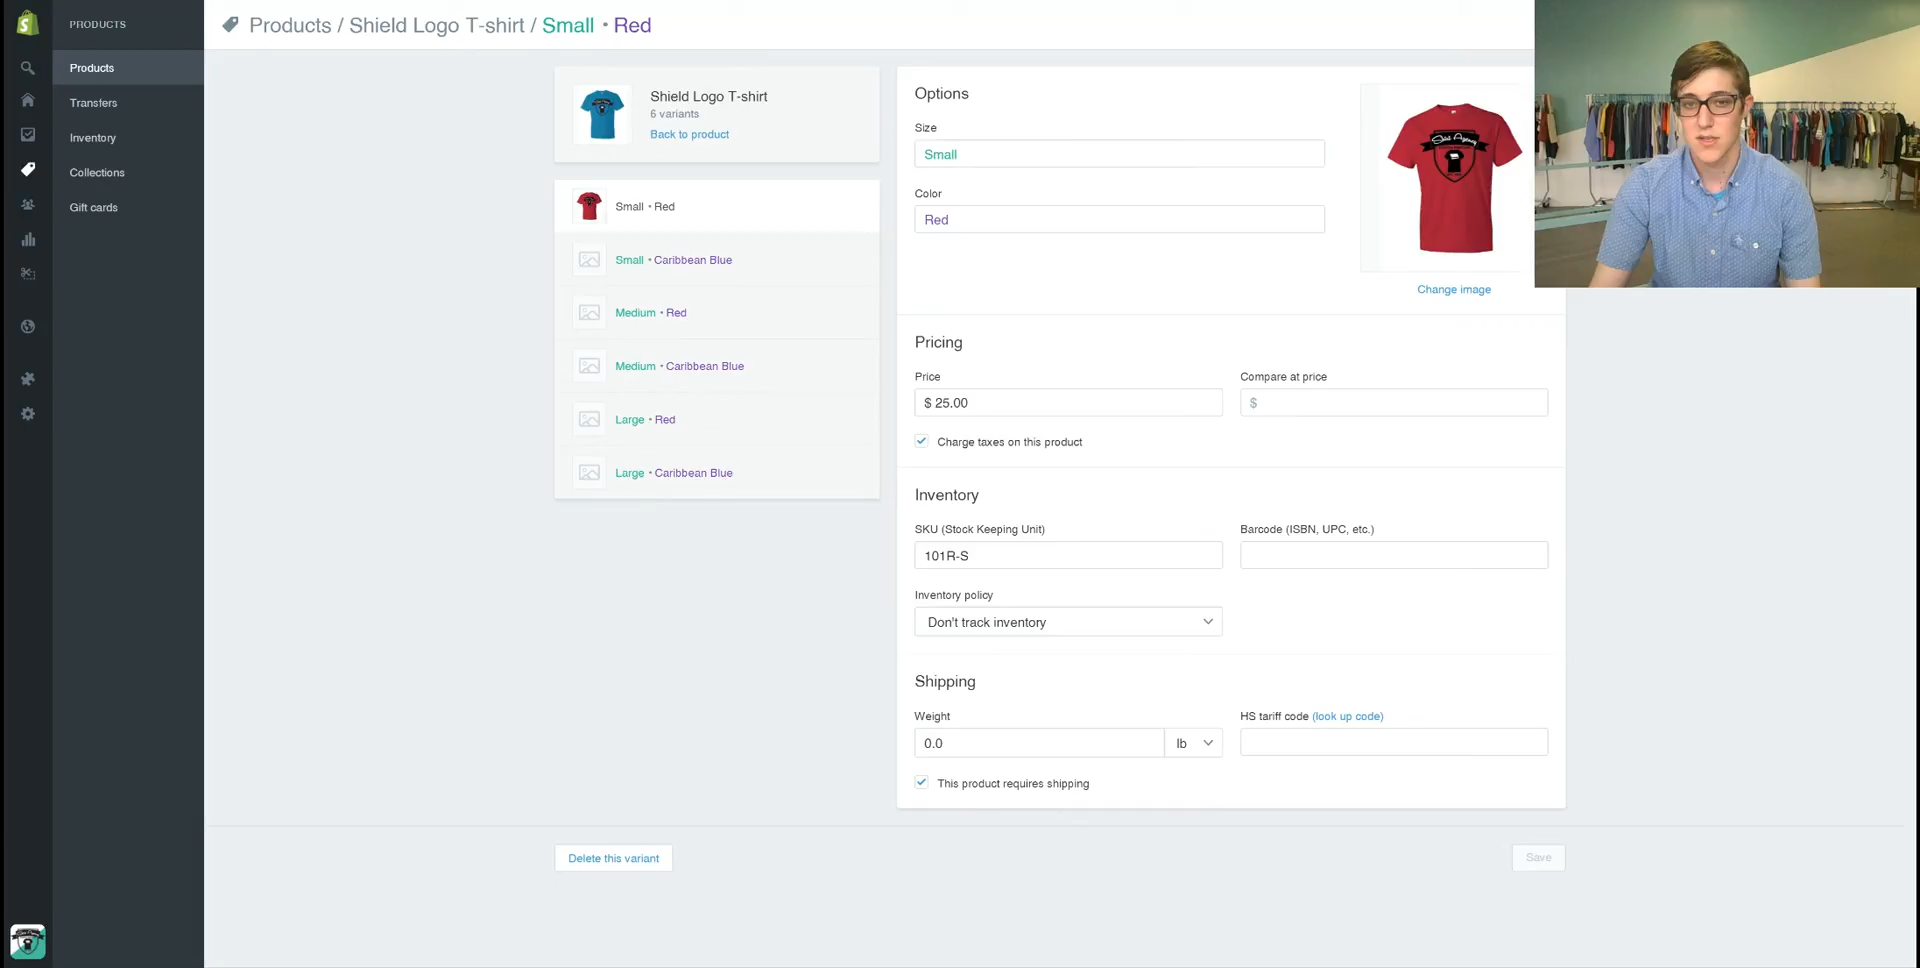 PRODUCTS
Products
Transfers
Inventory
Collections
Gift cards
Products / Shield Logo T-shirt / Small • Red
Shield Logo T-shirt
6 variants
Back to product
Small • Red
Small • Caribbean Blue
Medium • Red
Medium • Caribbean Blue
Large • Red
Large • Caribbean Blue
Options
Size
Small
Color
Red
Shirt Agency
Change image
Pricing
Price
$ 25.00
Compare at price
$
Charge taxes on this product
Inventory
SKU (Stock Keeping Unit)
101R-S
Barcode (ISBN, UPC, etc.)
Inventory policy
Don't track inventory
Shipping
Weight
0.0
lb
HS tariff code (look up code)
This product requires shipping
Delete this variant
Save